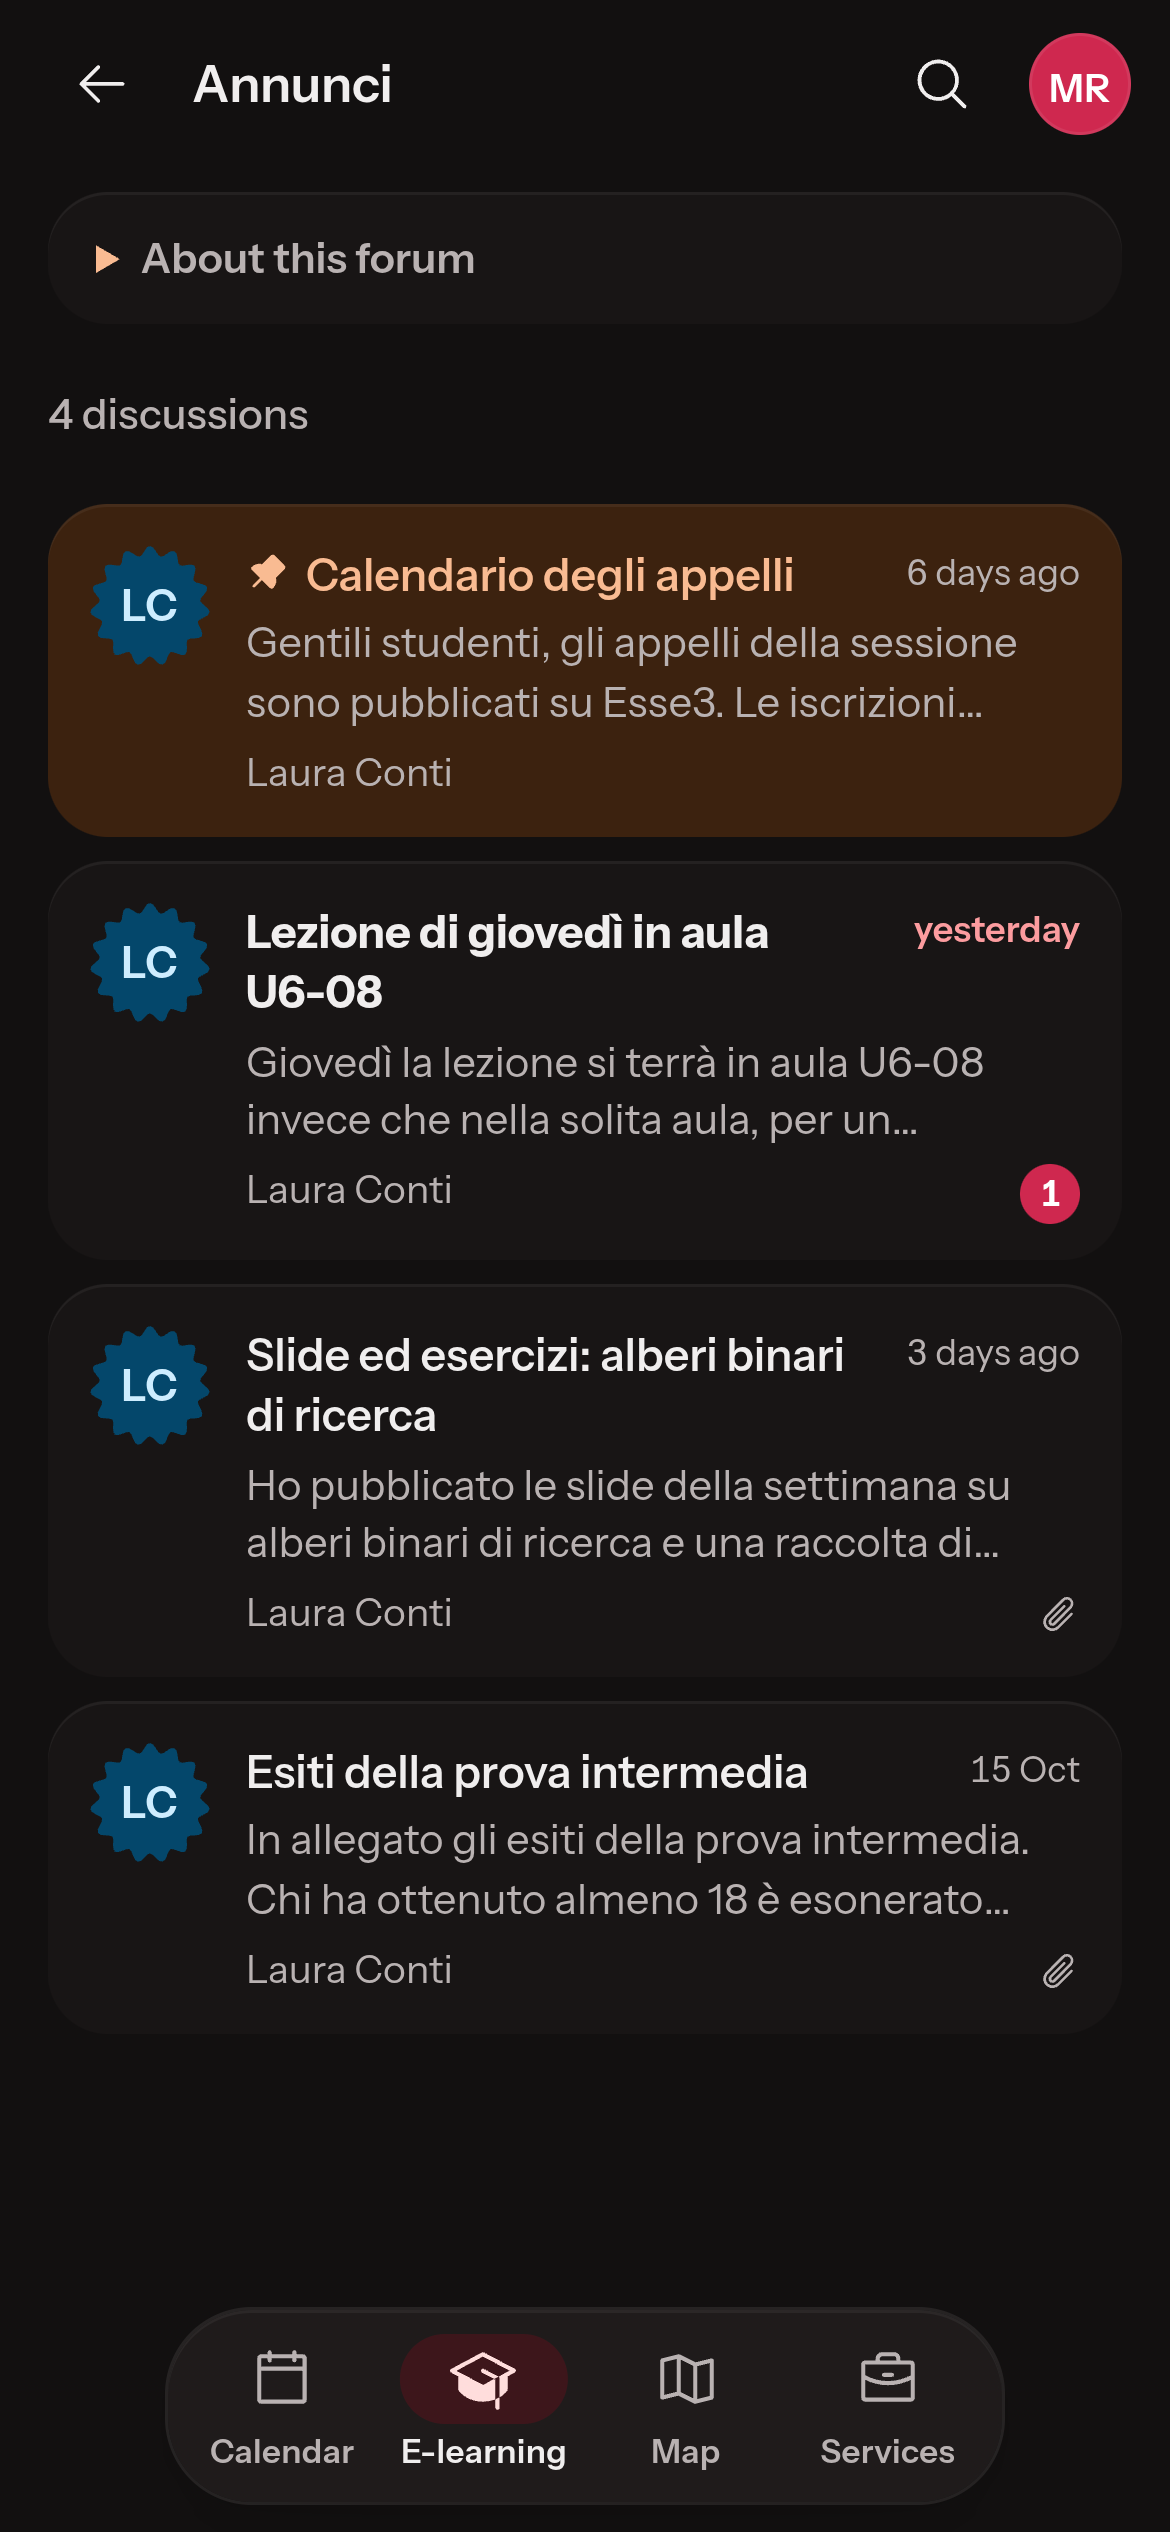 Annunci
MR
About this forum
4 discussions
LC
Calendario degli appelli
6 days ago
Gentili studenti, gli appelli della sessione
sono pubblicati su Esse3. Le iscrizioni...
Laura Conti
LC
Lezione di giovedì in aula
U6-08
yesterday
Giovedì la lezione si terrà in aula U6-08
invece che nella solita aula, per un...
Laura Conti
1
LC
Slide ed esercizi: alberi binari
di ricerca
3 days ago
Ho pubblicato le slide della settimana su
alberi binari di ricerca e una raccolta di...
Laura Conti
LC
Esiti della prova intermedia
15 Oct
In allegato gli esiti della prova intermedia.
Chi ha ottenuto almeno 18 è esonerato...
Laura Conti
Calendar
E-learning
Map
Services